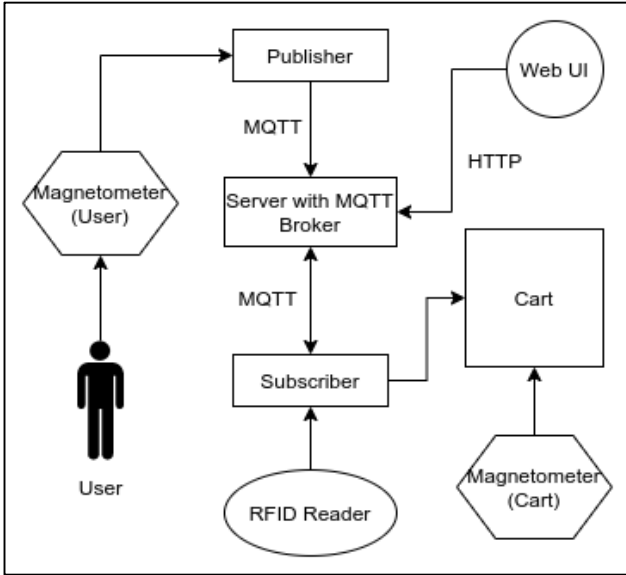 Publisher
Web UI
MQTT
HTTP
Magnetometer
(User)
Server with MQTT
Broker
MQTT
Cart
Subscriber
User
RFID Reader
Magnetometer
(Cart)